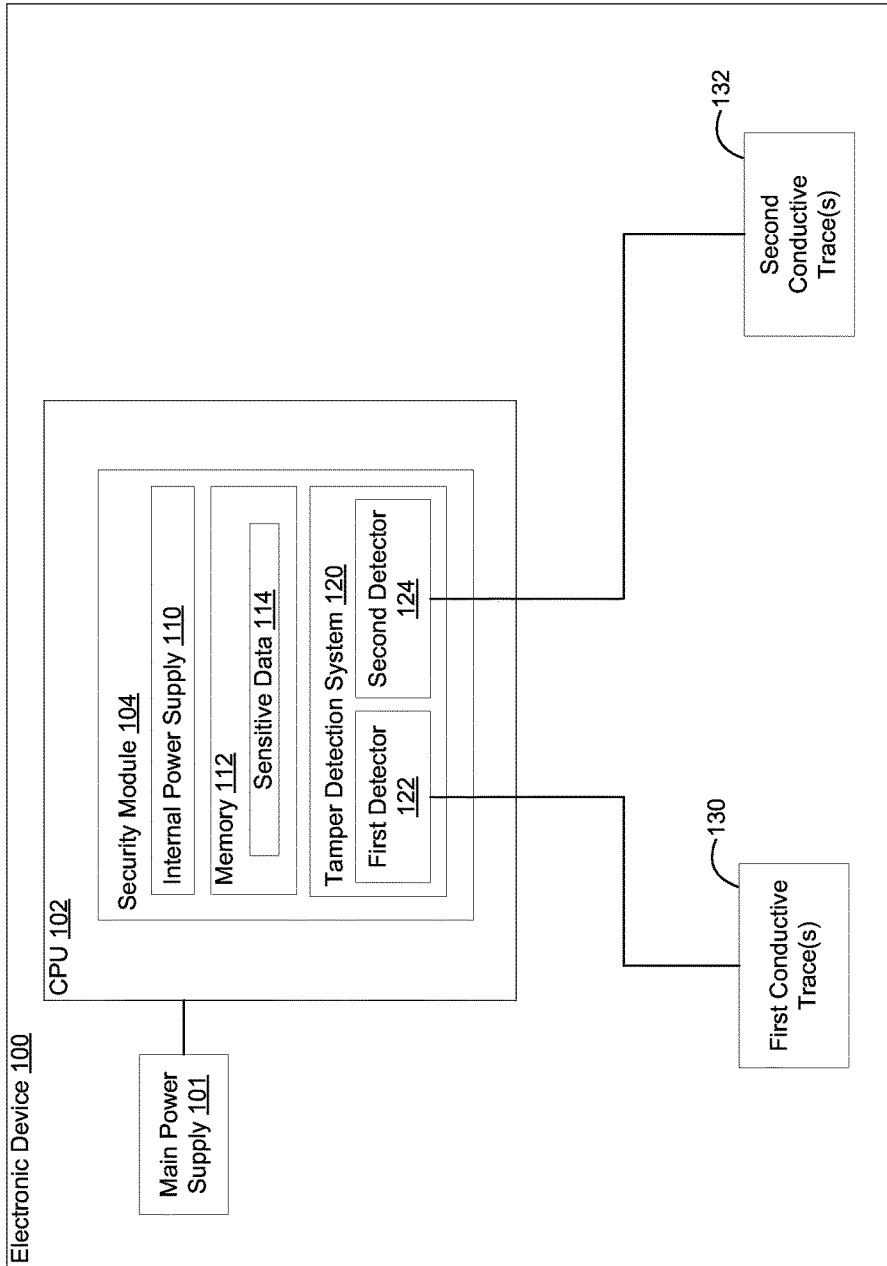 Electronic Device 100
Main Power
Supply 101
CPU 102
Security Module 104
Internal Power Supply 110
Memory 112
Sensitive Data 114
Tamper Detection System 120
First Detector
122
Second Detector
124
130
First Conductive
Trace(s)
132
Second
Conductive
Trace(s)